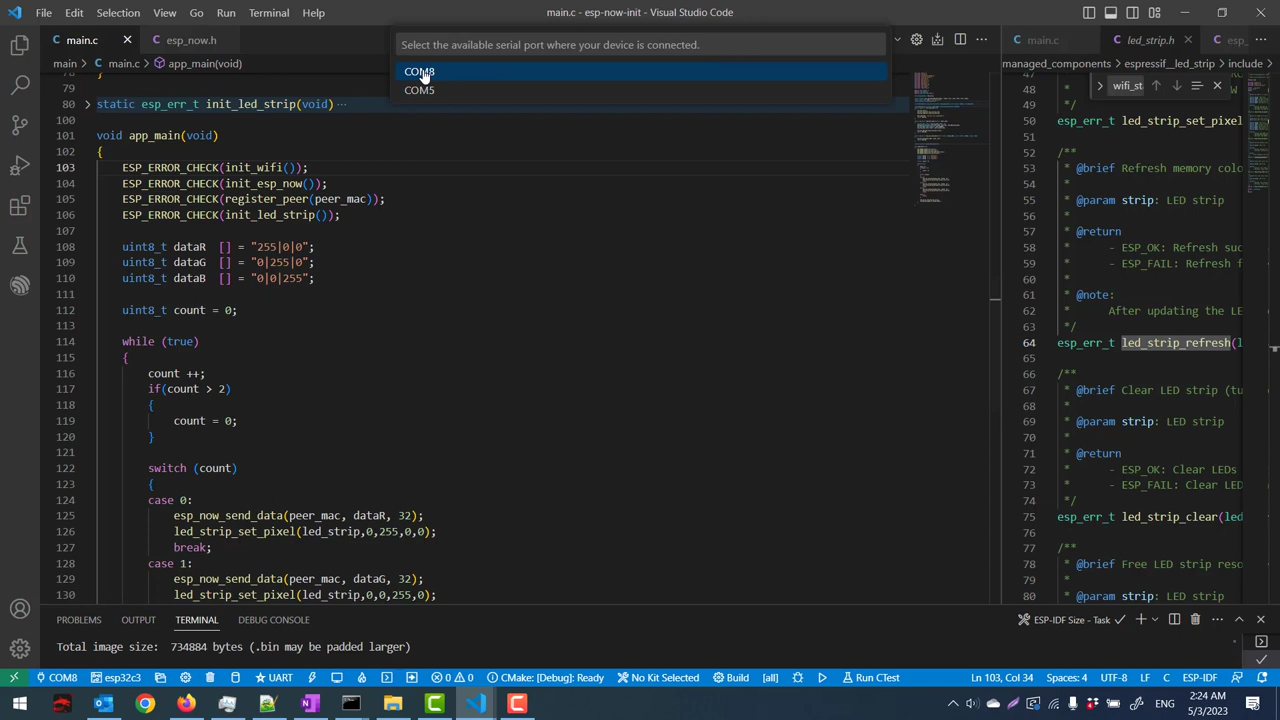 File Edit Selection View Go Run Terminal Help
main.c - esp-now-init - Visual Studio Code
main.c
esp_now.h
Select the available serial port where your device is connected.
COM8
COM5
main > main.c > app_main(void)
79
80 static esp_err_t init_led_strip(void) ···
100
101 void app_main(void)
102 {
103 ESP_ERROR_CHECK(init_wifi());
104 ESP_ERROR_CHECK(init_esp_now());
105 ESP_ERROR_CHECK(register_peer(peer_mac));
106 ESP_ERROR_CHECK(init_led_strip());
107
108 uint8_t dataR [] = "255|0|0";
109 uint8_t dataG [] = "0|255|0";
110 uint8_t dataB [] = "0|0|255";
111
112 uint8_t count = 0;
113
114 while (true)
115 {
116 count ++;
117 if(count > 2)
118 {
119 count = 0;
120 }
121
122 switch (count)
123 {
124 case 0:
125 esp_now_send_data(peer_mac, dataR, 32);
126 led_strip_set_pixel(led_strip,0,255,0,0);
127 break;
128 case 1:
129 esp_now_send_data(peer_mac, dataG, 32);
130 led_strip_set_pixel(led_strip,0,0,255,0);
main.c
led_strip.h
esp
managed_components > espressif__led_strip > include
wifi_st
48 *
49 */
50 esp_err_t led_strip_set_pixel
51
52 /**
53 * @brief Refresh memory colo
54 *
55 * @param strip: LED strip
56 *
57 * @return
58 - ESP_OK: Refresh suc
59 - ESP_FAIL: Refresh f
60 *
61 * @note:
62 After updating the LE
63 */
64 esp_err_t led_strip_refresh(l
65
66 /**
67 * @brief Clear LED strip (tu
68 *
69 * @param strip: LED strip
70 *
71 * @return
72 * - ESP_OK: Clear LEDs
73 * - ESP_FAIL: Clear LED
74 */
75 esp_err_t led_strip_clear(led
76
77 /**
78 * @brief Free LED strip reso
79 *
80 * @param strip: LED strip
PROBLEMS OUTPUT TERMINAL DEBUG CONSOLE
ESP-IDF Size - Task
Total image size: 734884 bytes (.bin may be padded larger)
COM8 esp32c3 UART 0 0 CMake: [Debug]: Ready No Kit Selected Build [all] Run CTest Ln 103, Col 34 Spaces: 4 UTF-8 LF C ESP-IDF
2:24 AM
5/3/2023